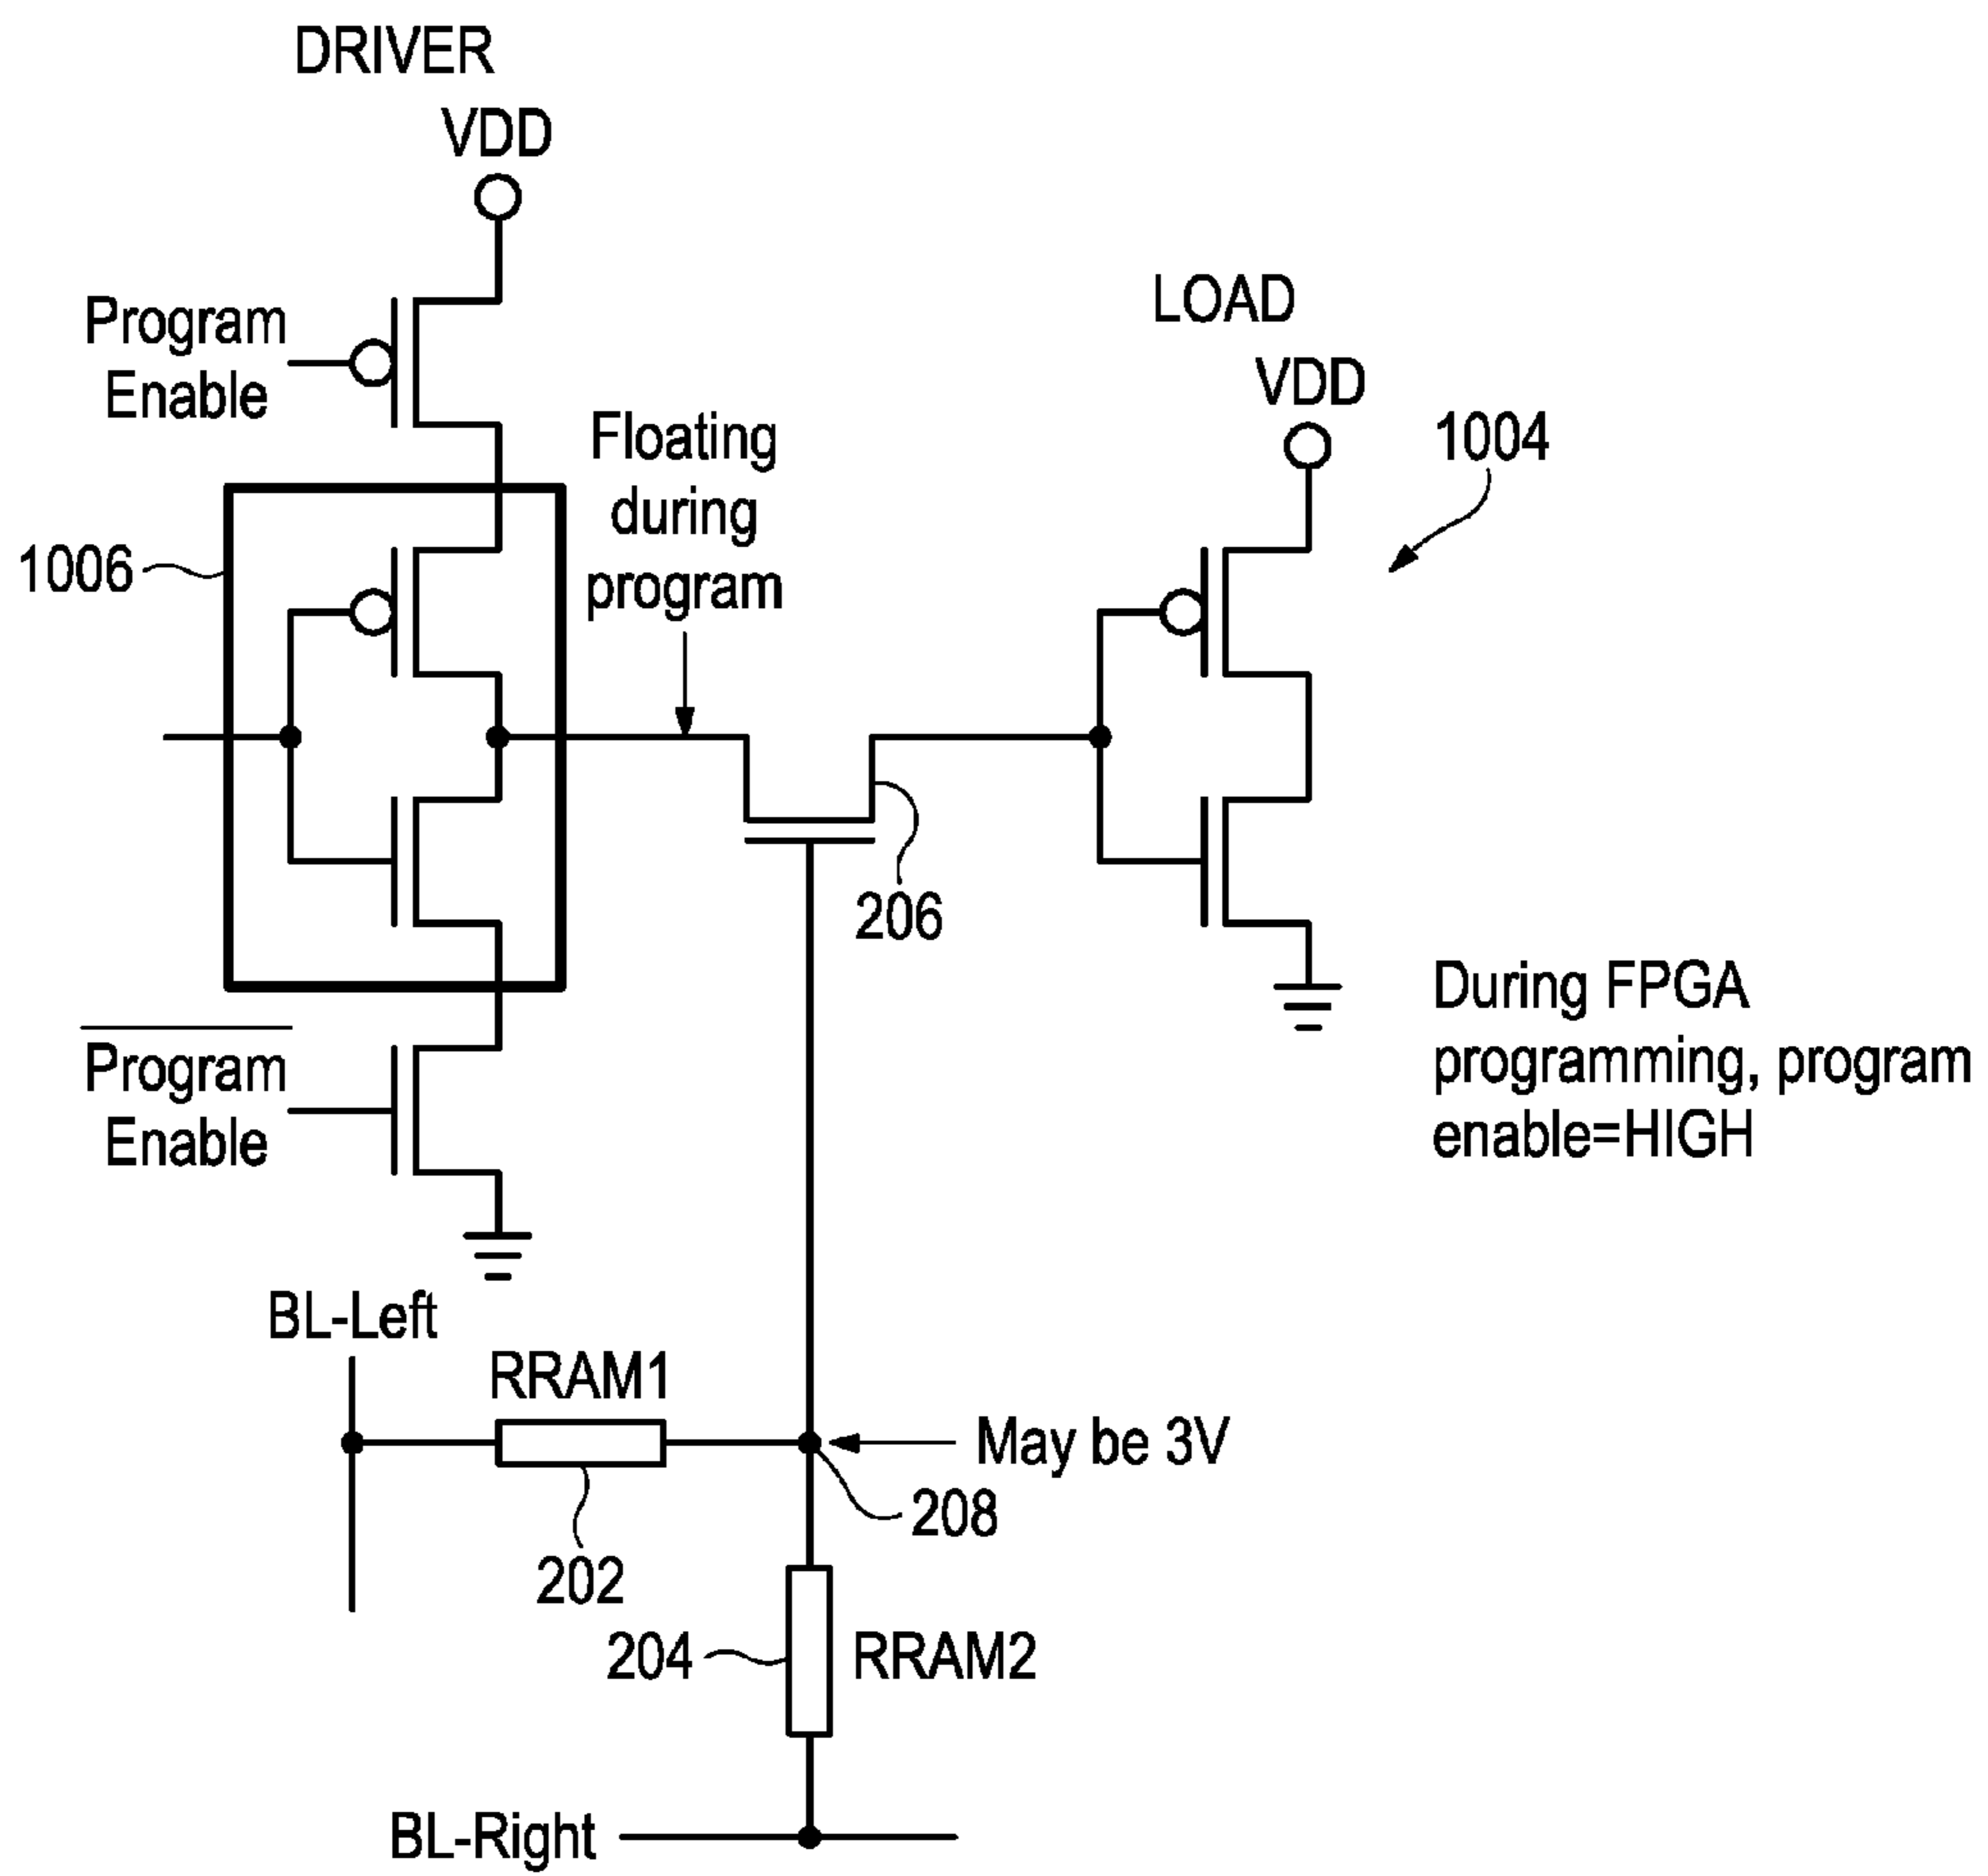 DRIVER
VDD
Program
Enable
LOAD
VDD
Floating
during
program
1004
1006
206
During FPGA
programming, program
enable=HIGH
Program
Enable
BL-Left
RRAM1
May be 3V
208
202
204
RRAM2
BL-Right